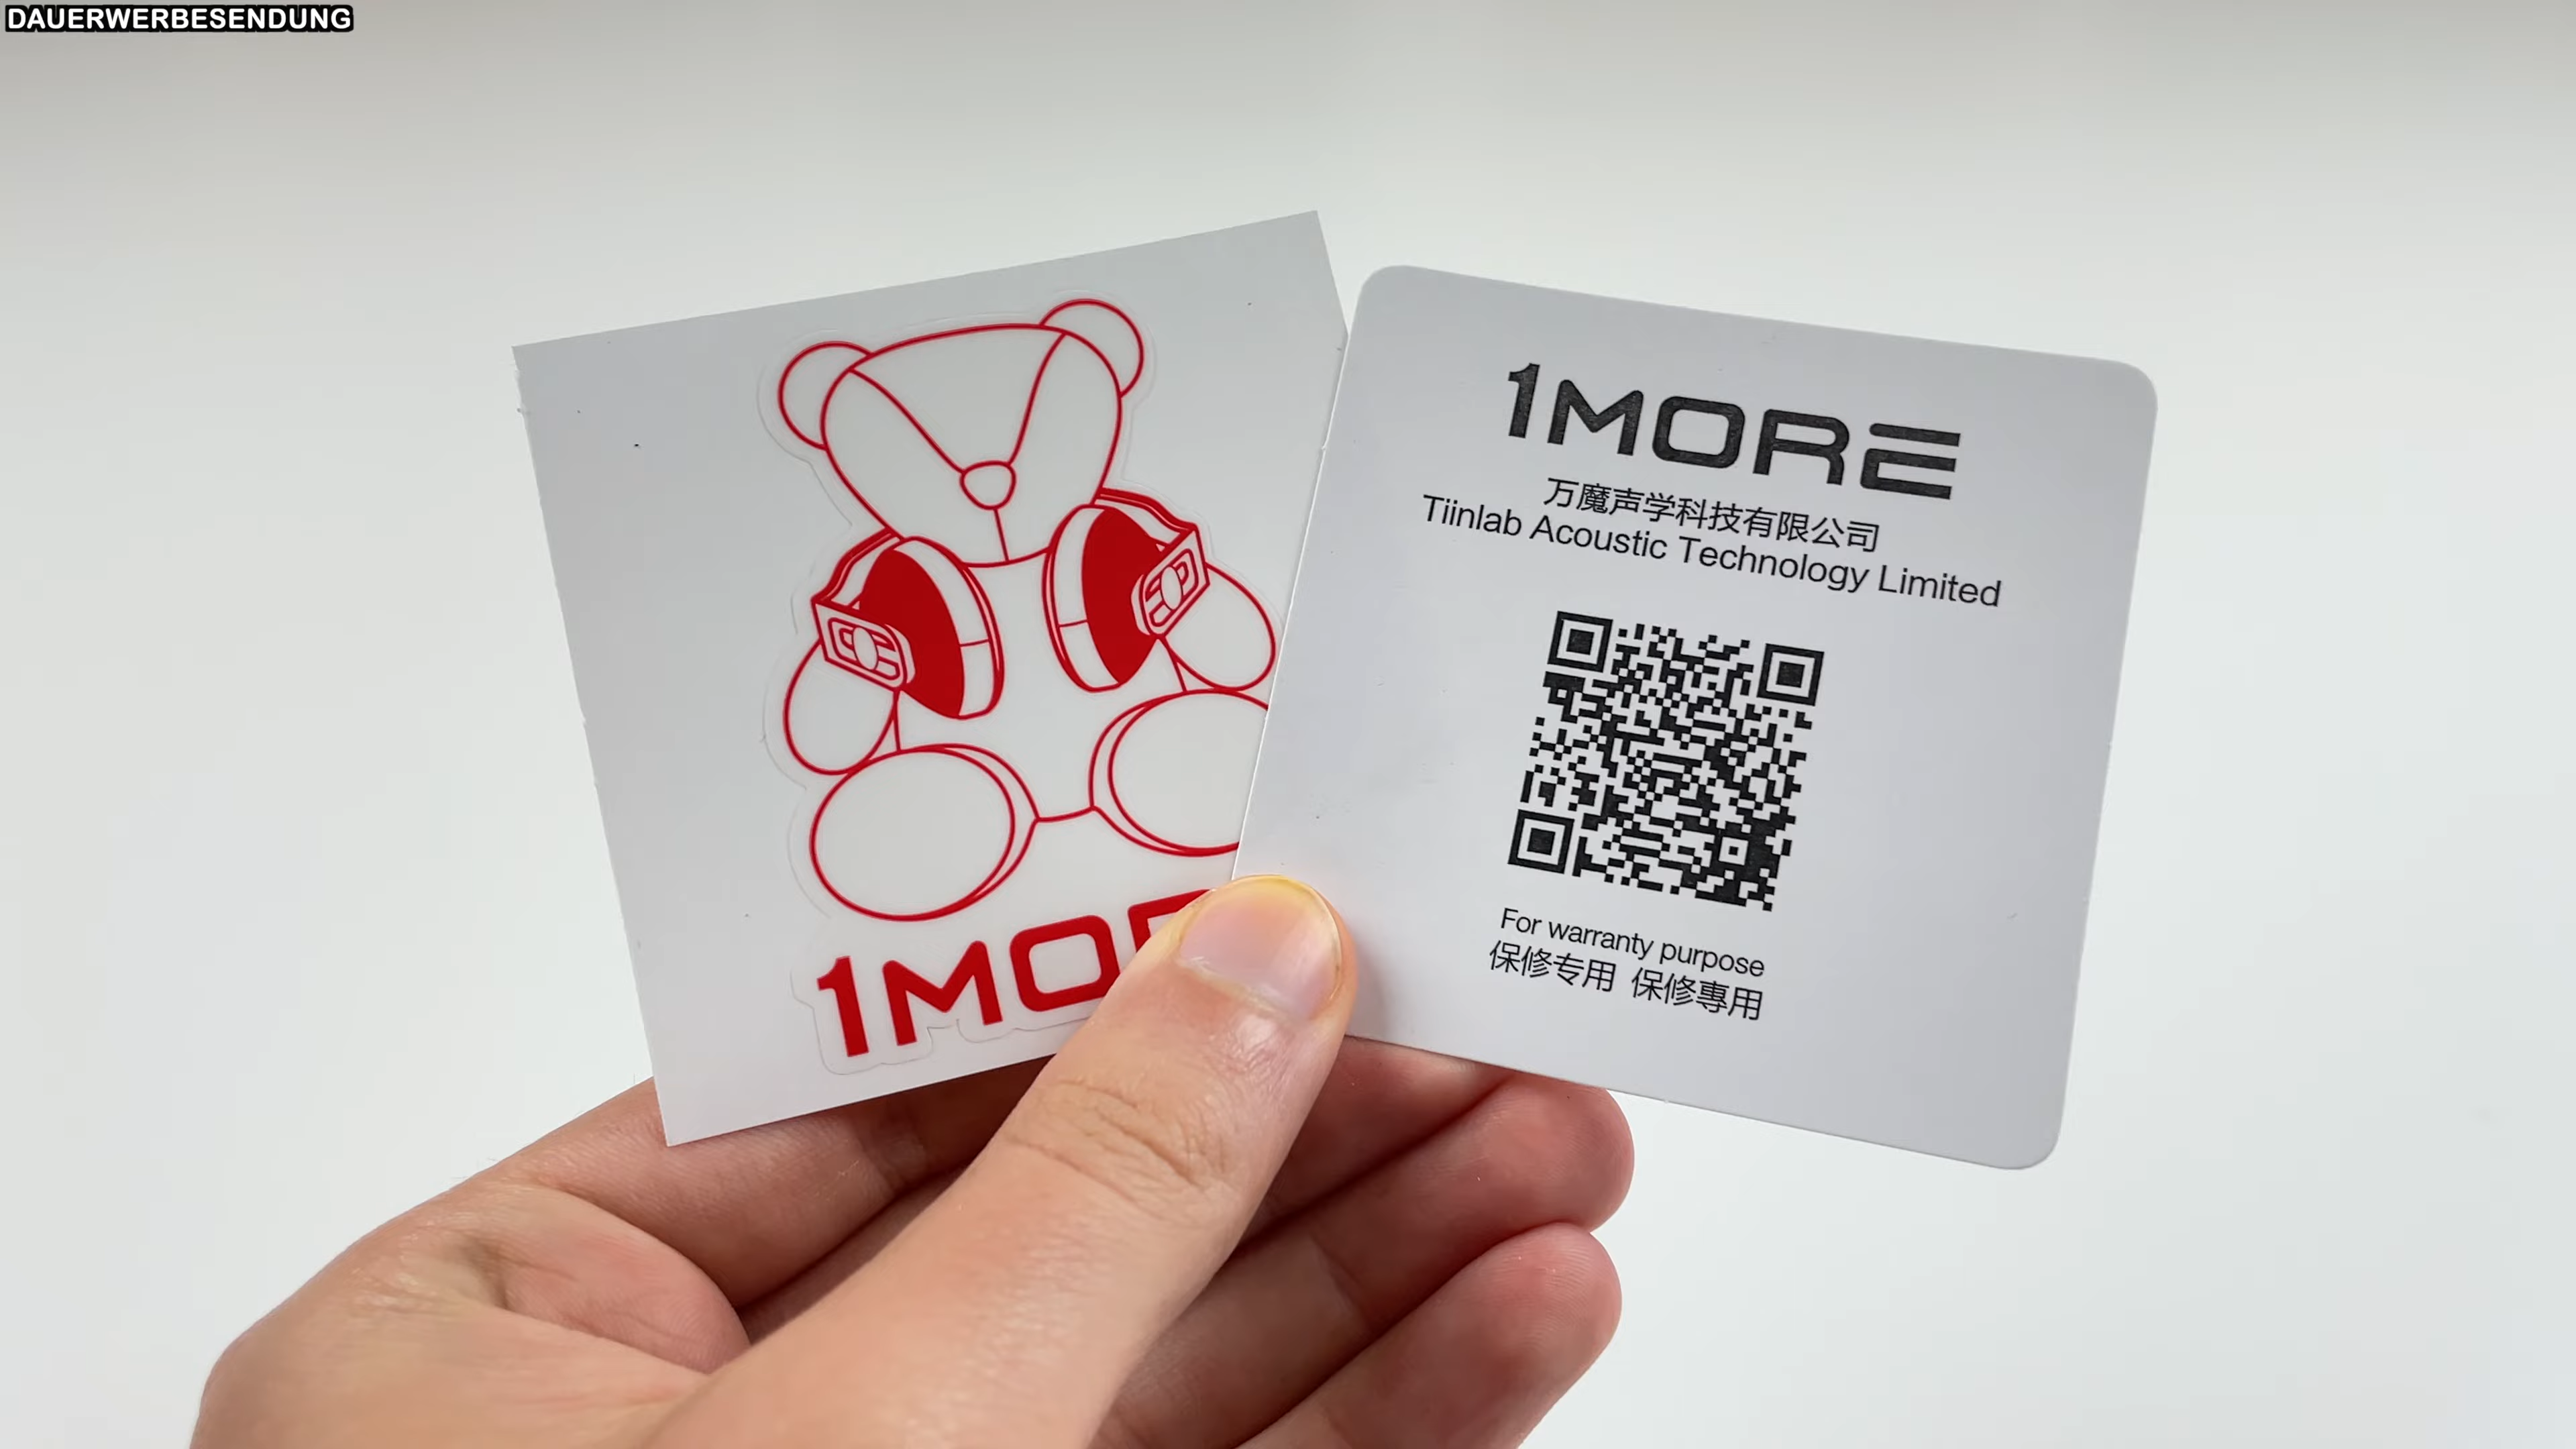 DAUERWERBESENDUNG
1MO
1MORE
万魔声学科技有限公司
Tiinlab Acoustic Technology Limited
For warranty purpose
保修专用 保修專用